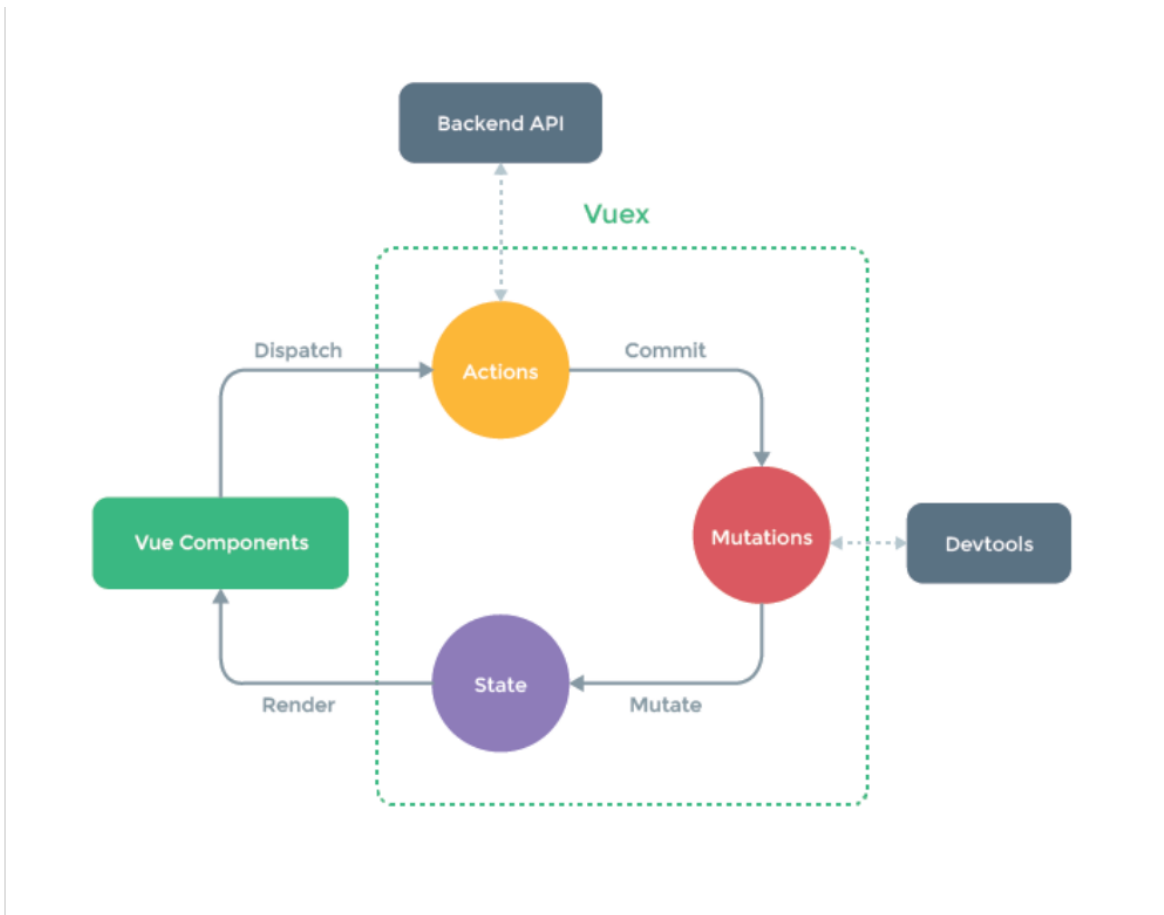 Backend API
Vuex
Dispatch
Commit
Actions
Vue Components
Mutations
Devtools
State
Render
Mutate